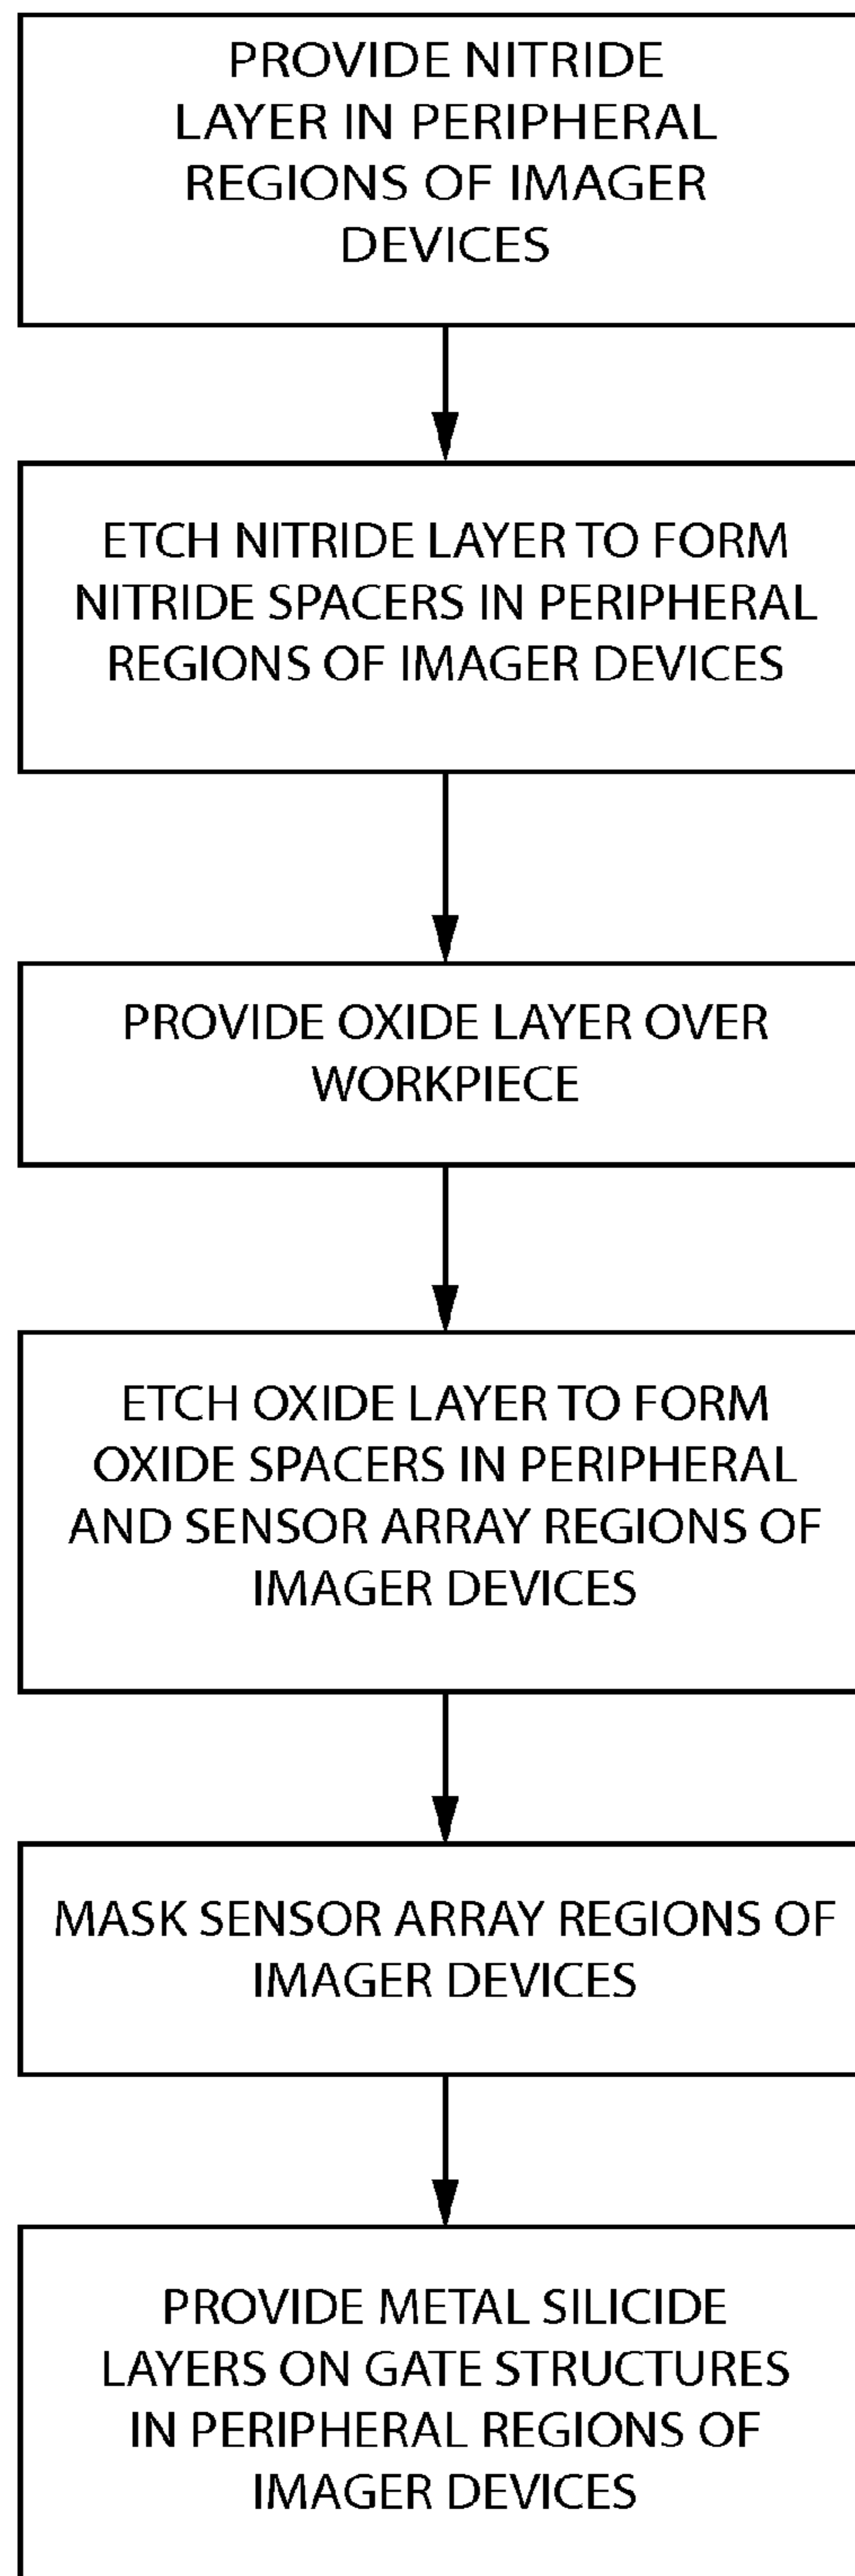 PROVIDE NITRIDE
LAYER IN PERIPHERAL
REGIONS OF IMAGER
DEVICES
ETCH NITRIDE LAYER TO FORM
NITRIDE SPACERS IN PERIPHERAL
REGIONS OF IMAGER DEVICES
PROVIDE OXIDE LAYER OVER
WORKPIECE
ETCH OXIDE LAYER TO FORM
OXIDE SPACERS IN PERIPHERAL
AND SENSOR ARRAY REGIONS OF
IMAGER DEVICES
MASK SENSOR ARRAY REGIONS OF
IMAGER DEVICES
PROVIDE METAL SILICIDE
LAYERS ON GATE STRUCTURES
IN PERIPHERAL REGIONS OF
IMAGER DEVICES